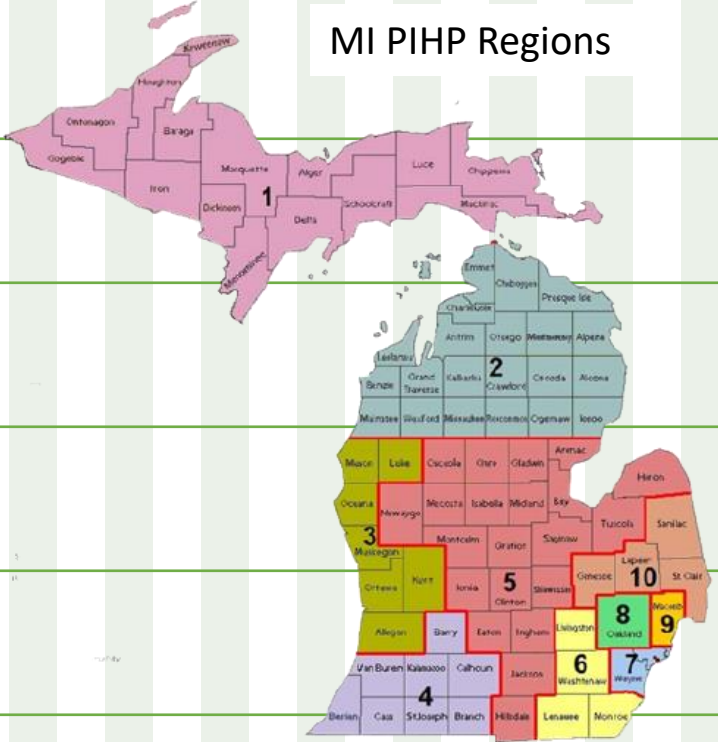 MI PIHP Regions
Keweenaw
Houghton
Ontonagon
Baraga
Gogebic
Marquette
Alger
Luce
Chippewa
Iron
1
Dickinson
Schoolcraft
Mackinac
Delta
Menominee
Emmet
Cheboygan
Presque Isle
Charlevoix
Antrim
Otsego
Montmorency
Alpena
Leelanau
2
Benzie
Grand
Traverse
Kalkaska
Crawford
Oscoda
Alcona
Manistee
Wexford
Missaukee
Roscommon
Ogemaw
Iosco
Mason
Lake
Osceola
Clare
Gladwin
Arenac
Huron
Oceana
Newaygo
Mecosta
Isabella
Midland
Bay
Tuscola
Sanilac
3
Muskegon
Montcalm
Gratiot
Saginaw
Lapeer
Ottawa
Kent
Ionia
5
Clinton
Shiawassee
Genesee
10
St Clair
Allegan
Barry
Eaton
Ingham
Livingston
8
Oakland
Macomb
9
Van Buren
Kalamazoo
Calhoun
Jackson
6
Washtenaw
7
Wayne
4
Berrien
Cass
St.Joseph
Branch
Hillsdale
Lenawee
Monroe